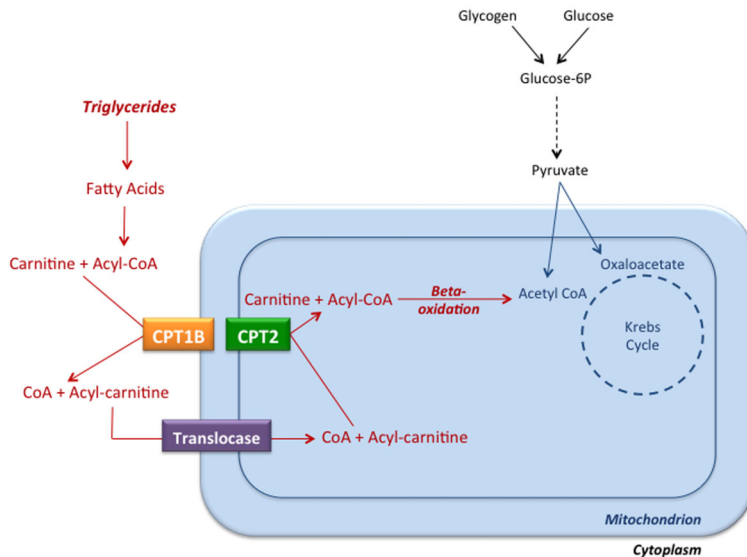 Glycogen Glucose
Glucose-6P
Triglycerides
Pyruvate
Fatty Acids
Carnitine + Acyl-CoA
Oxaloacetate
Carnitine + Acyl-CoA
Beta-
oxidation
Acetyl CoA
Krebs
Cycle
CPT1B
CPT2
CoA + Acyl-carnitine
Translocase
CoA + Acyl-carnitine
Mitochondrion
Cytoplasm